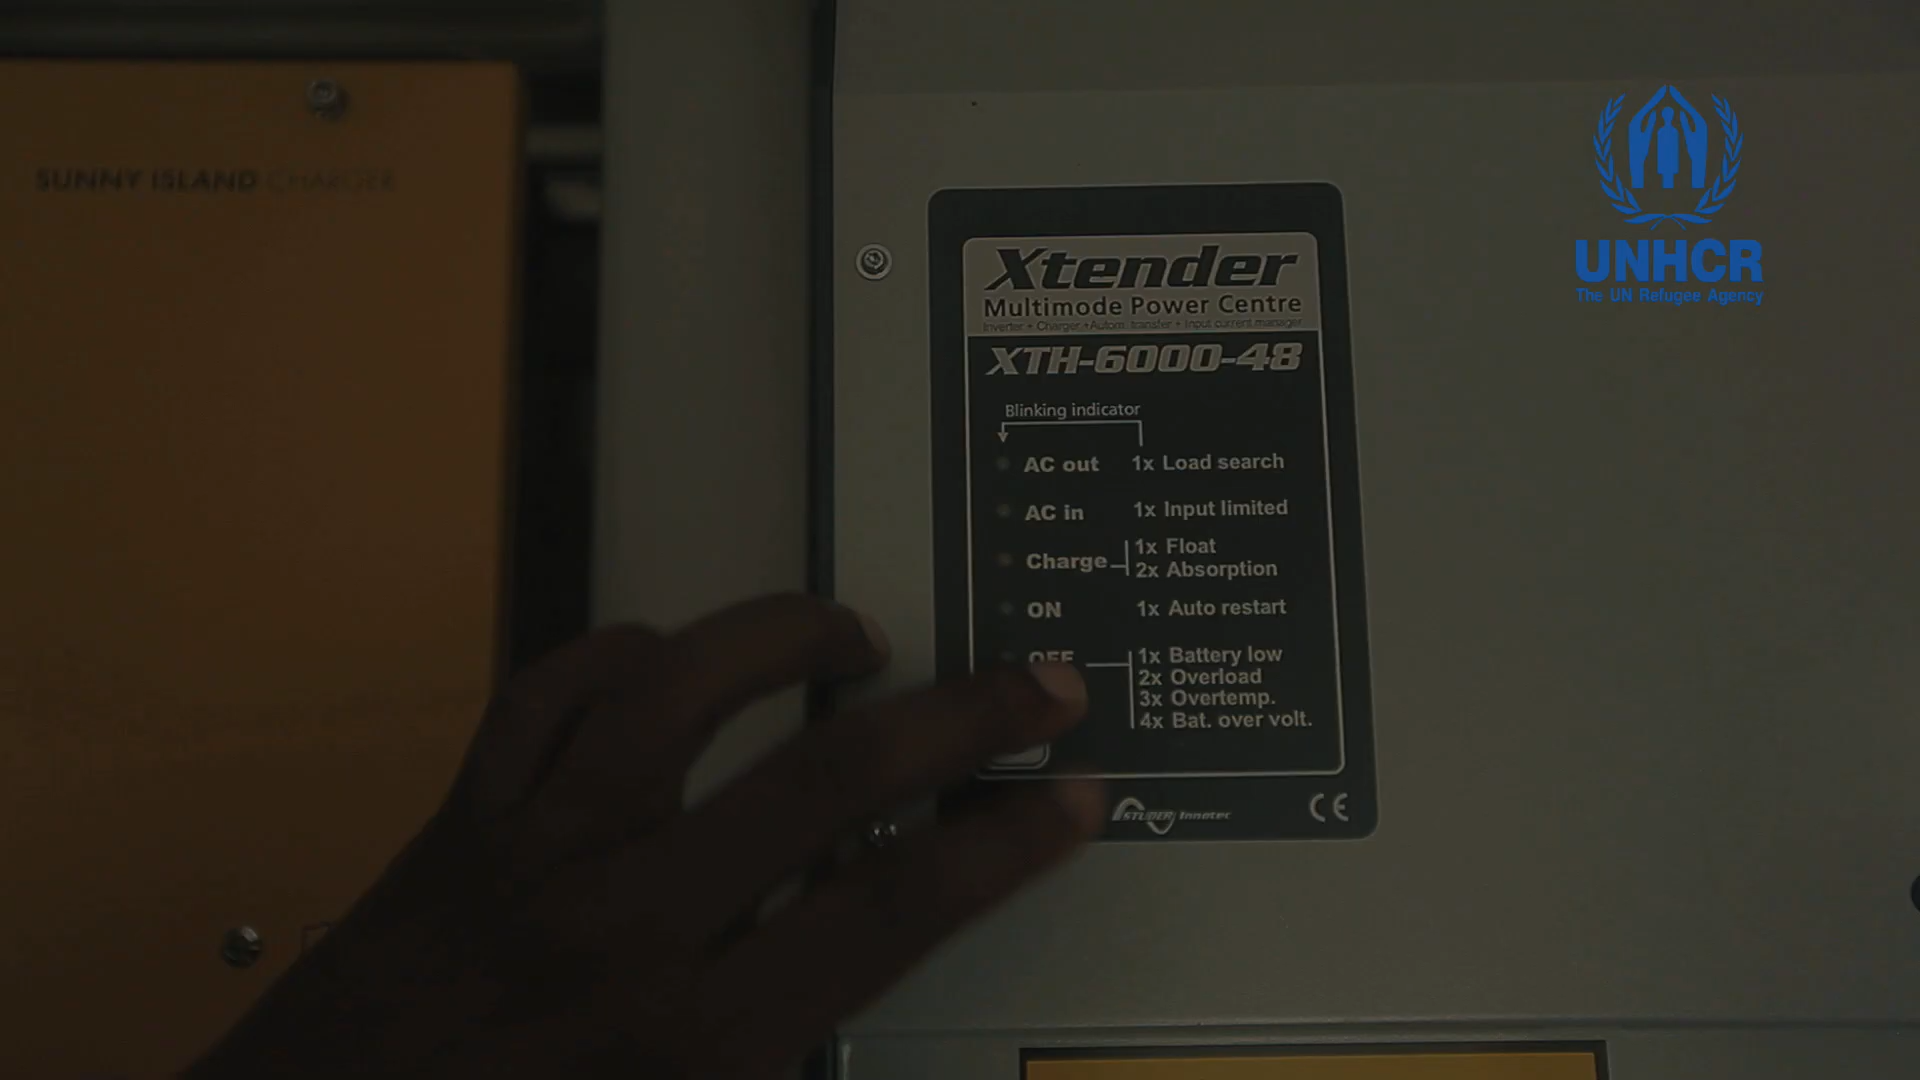 SUNNY ISLAND CHARGER
UNHCR
The UN Refugee Agency
Xtender
Multimode Power Centre
Inverter + Charger +Autom. transfer + Input current manager
XTH-6000-48
Blinking indicator
AC out 1x Load search
AC in 1x Input limited
Charge 1x Float
2x Absorption
ON 1x Auto restart
OFF 1x Battery low
2x Overload
3x Overtemp.
4x Bat. over volt.
STUDER Innotec
CE